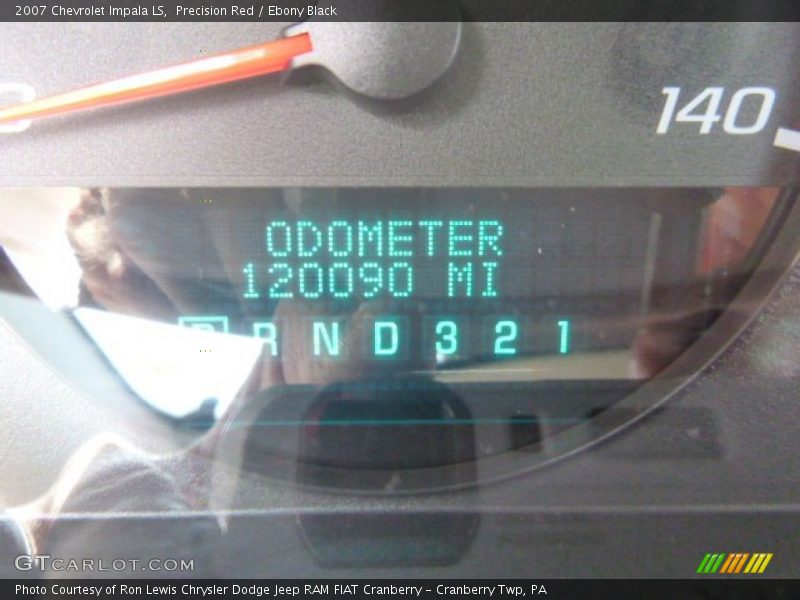 2007 Chevrolet Impala LS,  Precision Red / Ebony Black
140
ODOMETER
120090 MI
P R N D 3 2 1
GTCARLOT.COM
Photo Courtesy of Ron Lewis Chrysler Dodge Jeep RAM FIAT Cranberry – Cranberry Twp, PA